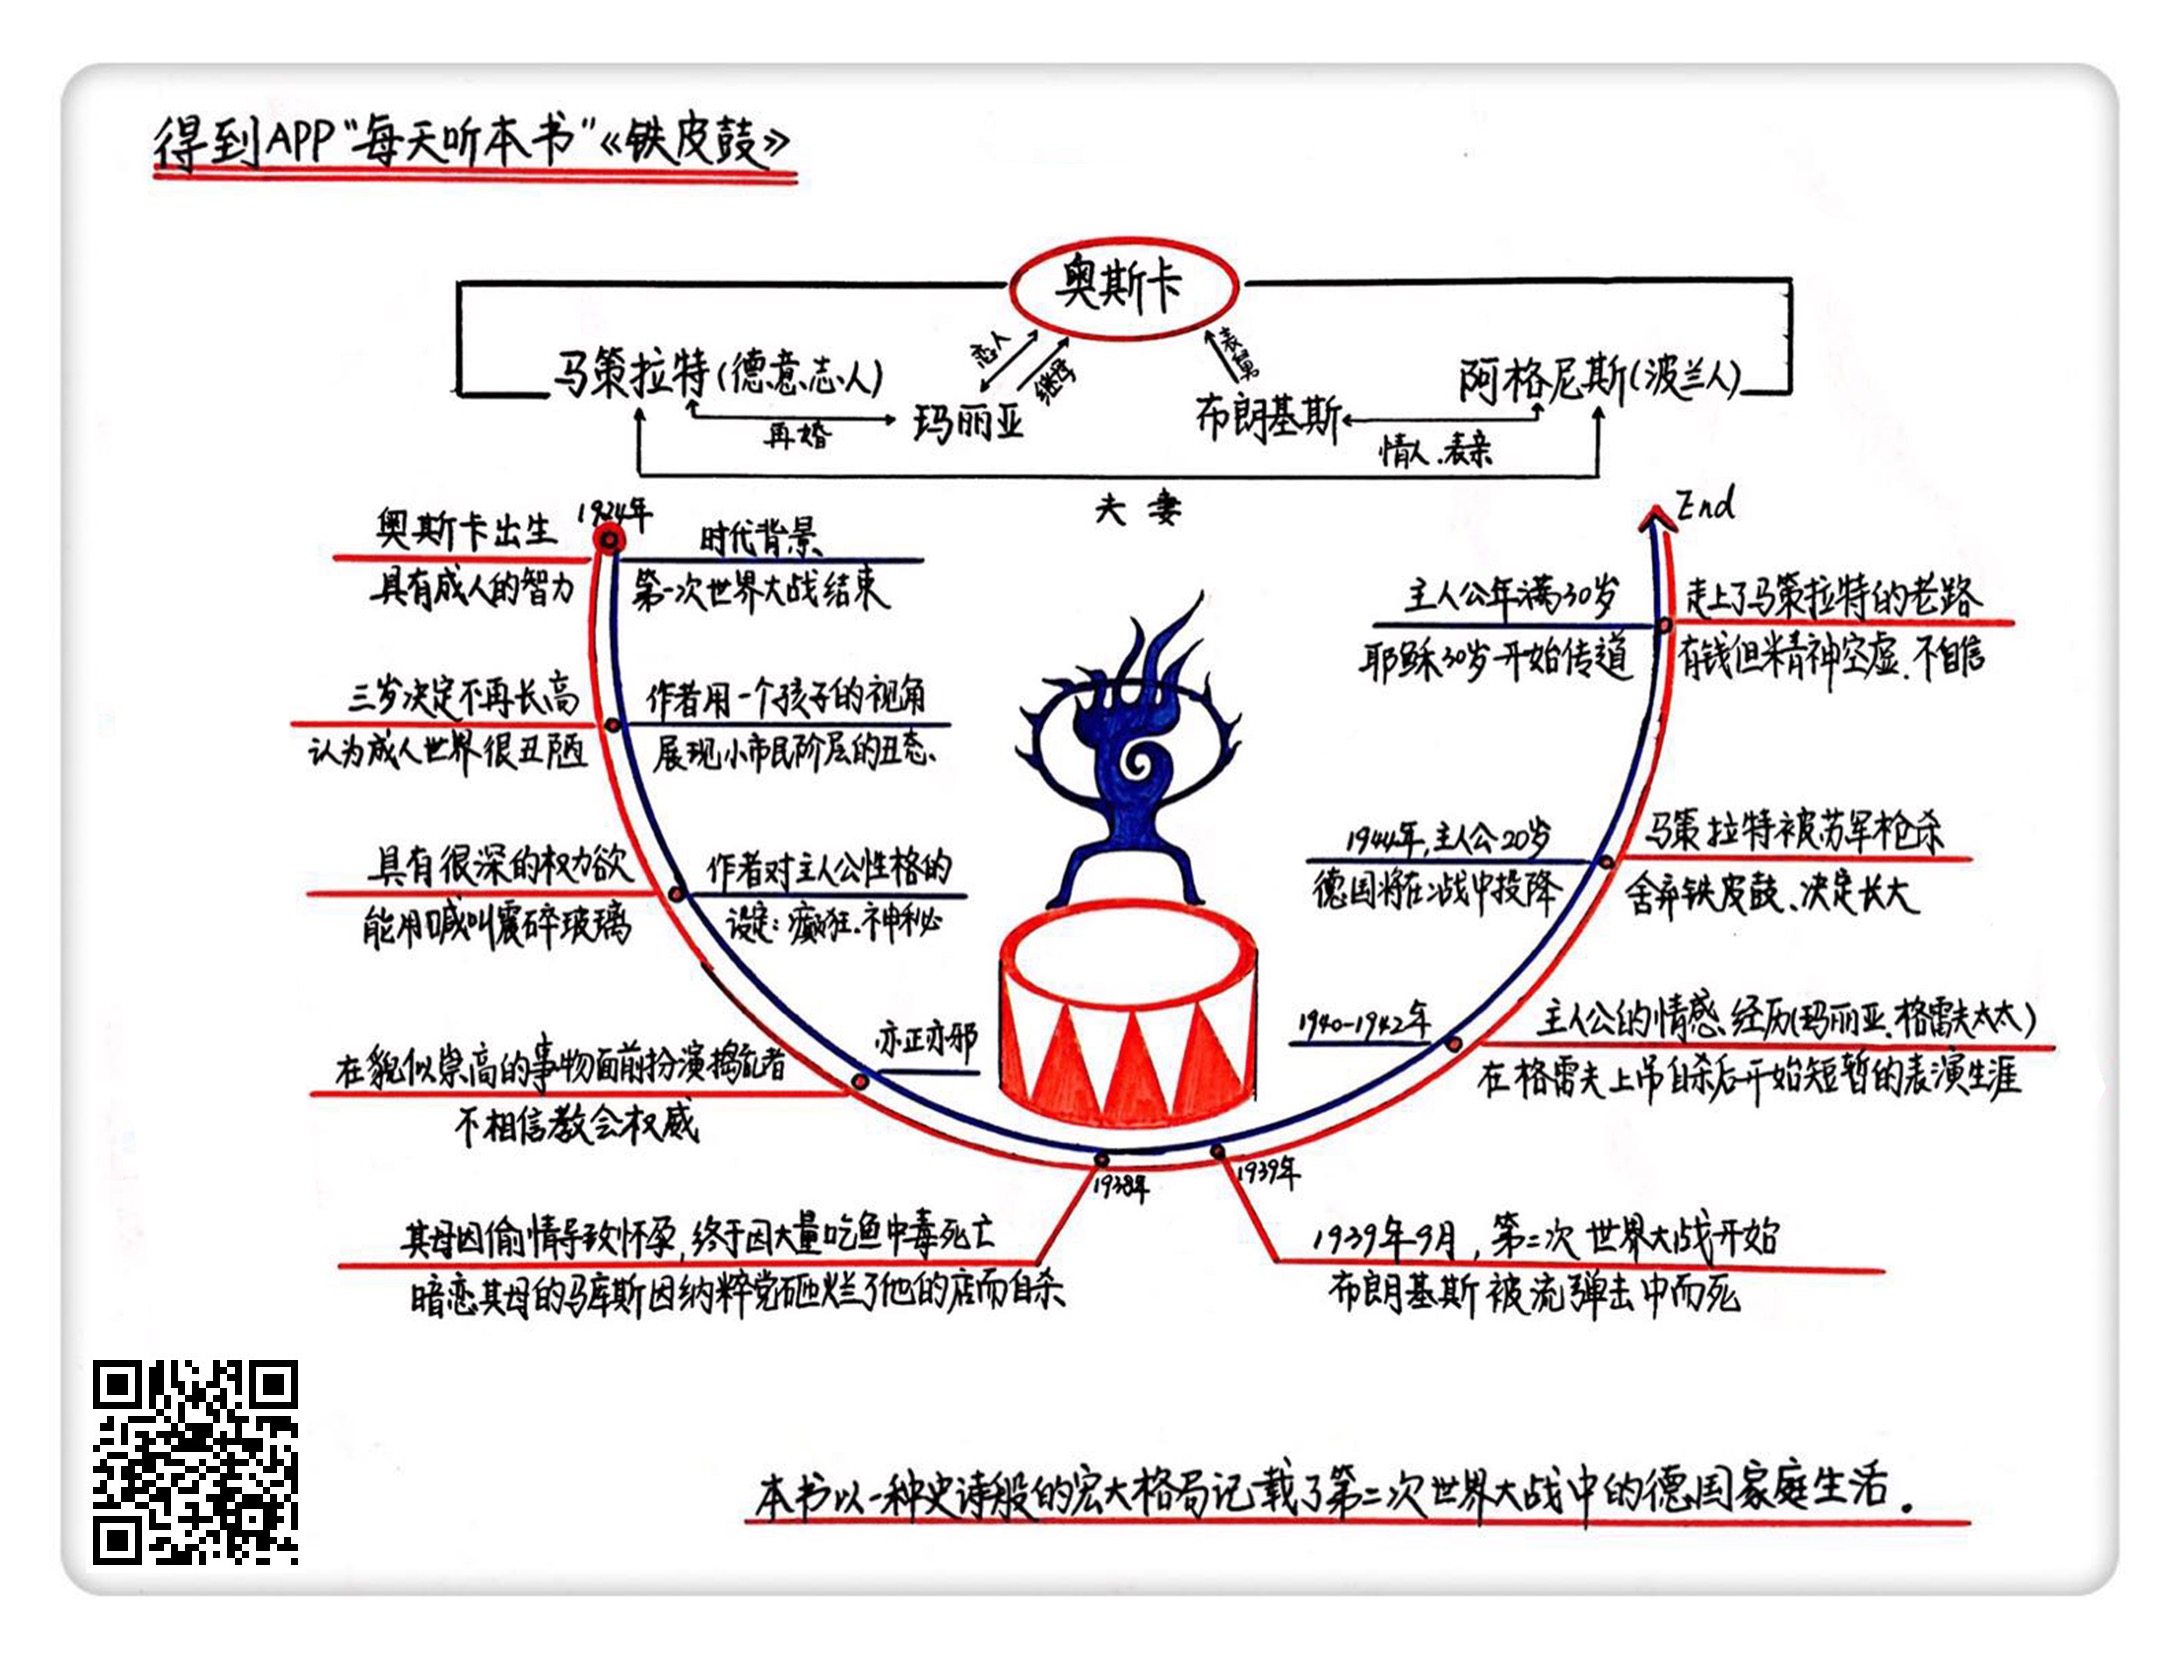 得到APP“每天听本书”《铁皮鼓》
奥斯卡
恋人
继母
表舅
马策拉特(德意志人)
阿格尼斯(波兰人)
再婚
玛丽亚
布朗基斯
情人.表亲
夫妻
1924年
奥斯卡出生
具有成人的智力
时代背景
第一次世界大战结束
三岁决定不再长高
认为成人世界很丑陋
作者用一个孩子的视角
展现小市民阶层的丑态.
具有很深的权力欲
能用喊叫震碎玻璃
作者对主人公性格的
设定:癫狂.神秘
在貌似崇高的事物面前扮演捣乱者
不相信教会权威
亦正亦邪
1938年
其母因偷情导致怀孕,终于因大量吃鱼中毒死亡
暗恋其母的马库斯因纳粹党砸烂了他的店而自杀
1939年
1939年9月,第二次世界大战开始
布朗基斯被流弹击中而死
1940-1942年
主人公的情感.经历(玛丽亚.格雷夫太太)
在格雷夫上吊自杀后开始短暂的表演生涯
1944年,主人公20岁
德国将在战中投降
马策拉特被苏军枪杀
舍弃铁皮鼓、决定长大
主人公年满30岁
耶稣30岁开始传道
走上了马策拉特的老路
有钱但精神空虚.不自信
End
本书以一种史诗般的宏大格局记载了第二次世界大战中的德国家庭生活.